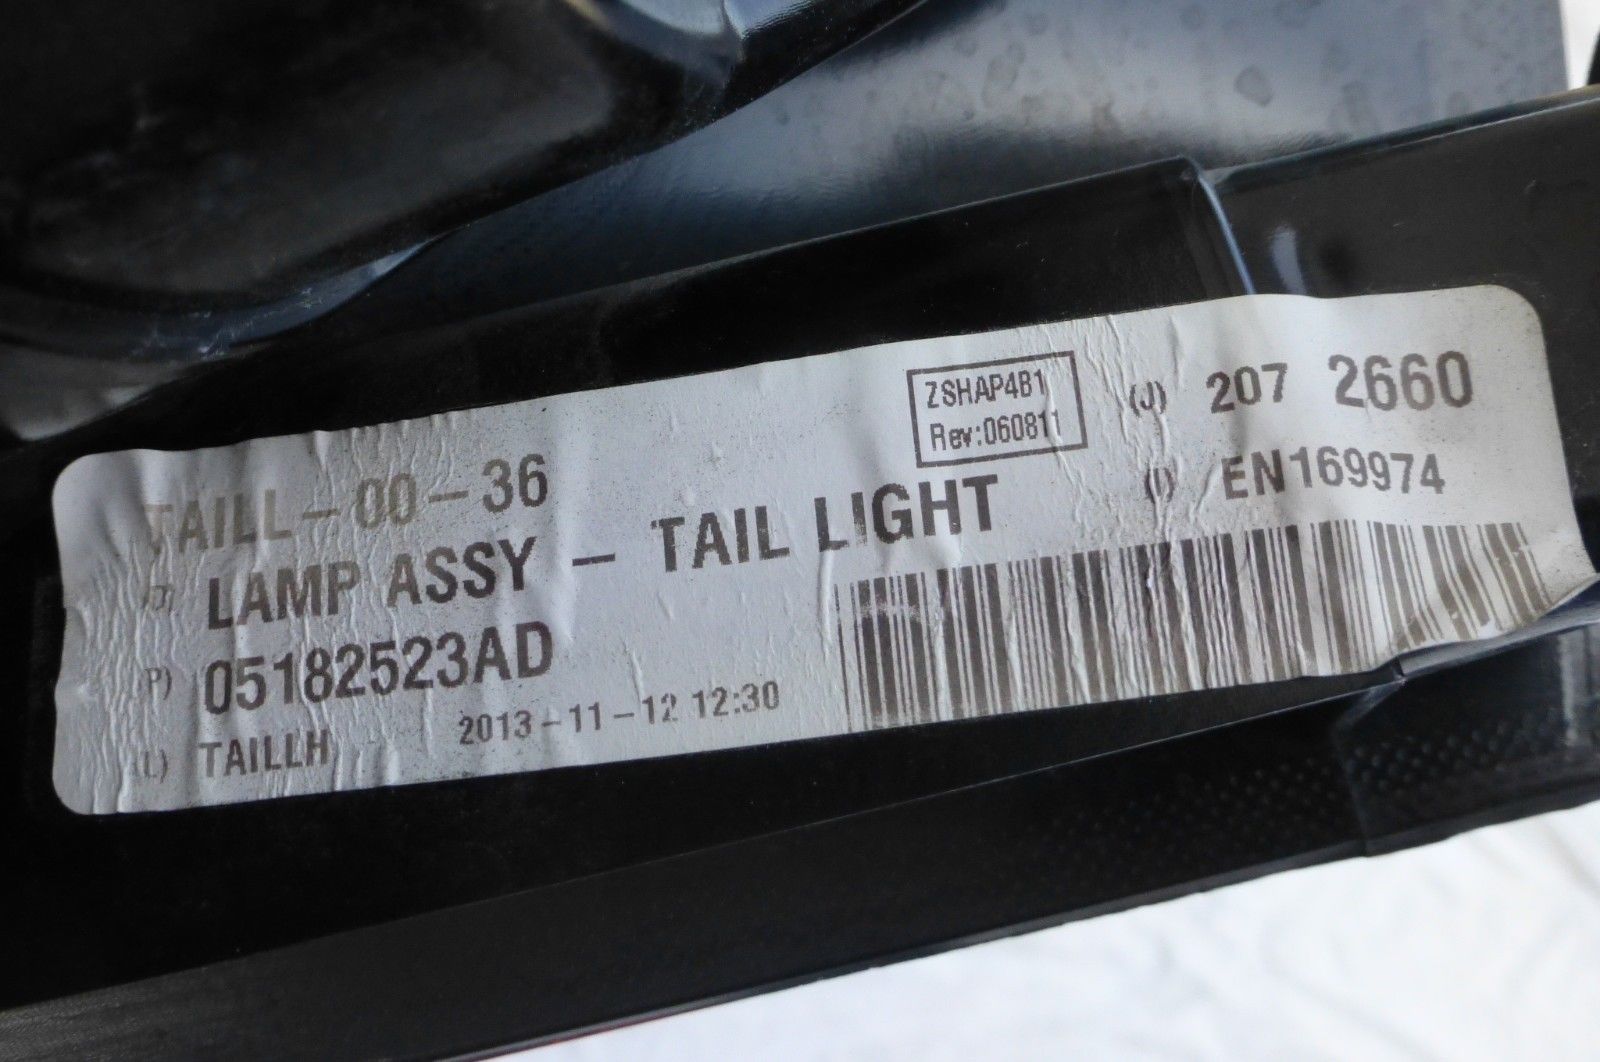 ZSHAP4B1
Rev:060811
(J) 207 2660
(I) EN169974
TAILL-00-36
LAMP ASSY - TAIL LIGHT
(P) 05182523AD
(L) TAILLH 2013-11-12 12:30